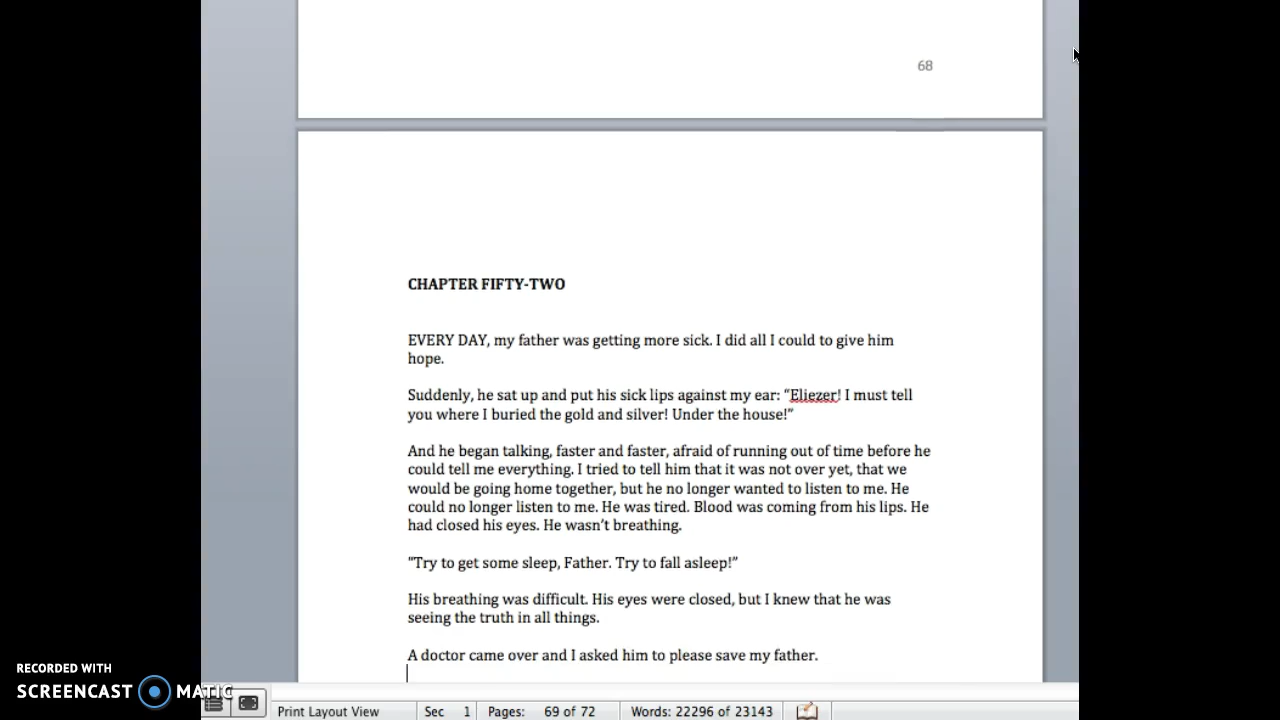 68
CHAPTER FIFTY-TWO
EVERY DAY, my father was getting more sick. I did all I could to give him
hope.
Suddenly, he sat up and put his sick lips against my ear: “Eliezer! I must tell
you where I buried the gold and silver! Under the house!”
And he began talking, faster and faster, afraid of running out of time before he
could tell me everything. I tried to tell him that it was not over yet, that we
would be going home together, but he no longer wanted to listen to me. He
could no longer listen to me. He was tired. Blood was coming from his lips. He
had closed his eyes. He wasn’t breathing.
“Try to get some sleep, Father. Try to fall asleep!”
His breathing was difficult. His eyes were closed, but I knew that he was
seeing the truth in all things.
A doctor came over and I asked him to please save my father.
RECORDED WITH
SCREENCAST MATIC
Print Layout View Sec 1 Pages: 69 of 72 Words: 22296 of 23143